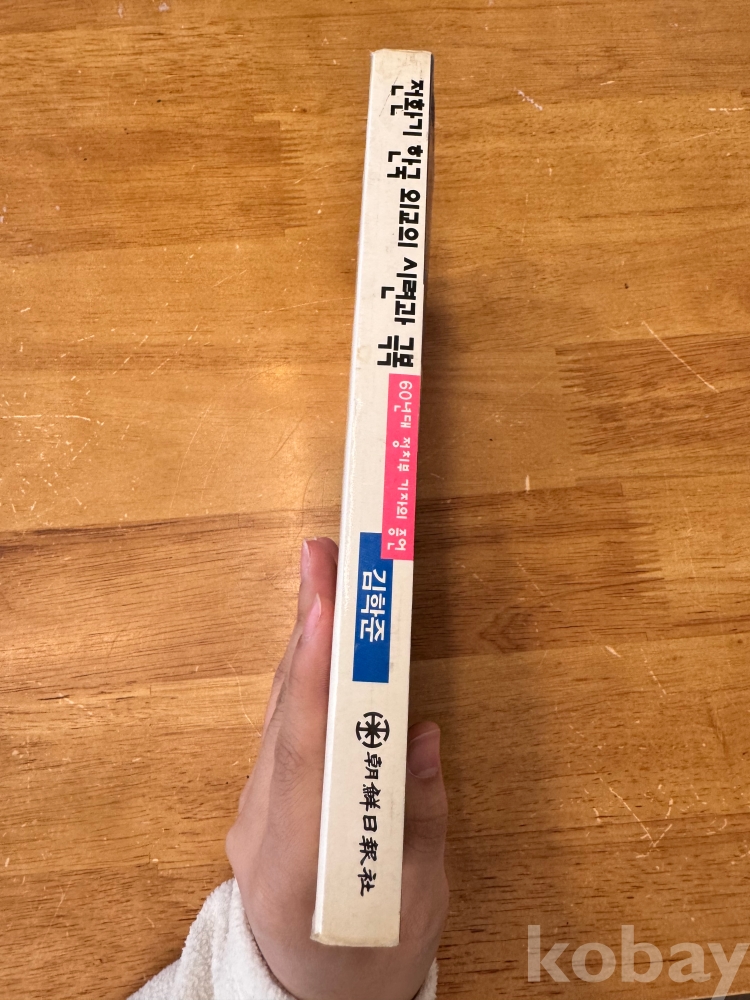 전환기 한국 외교의 시련과 극복
60년대 정치부 기자의 증언
김학준
朝鮮日報社
kobay